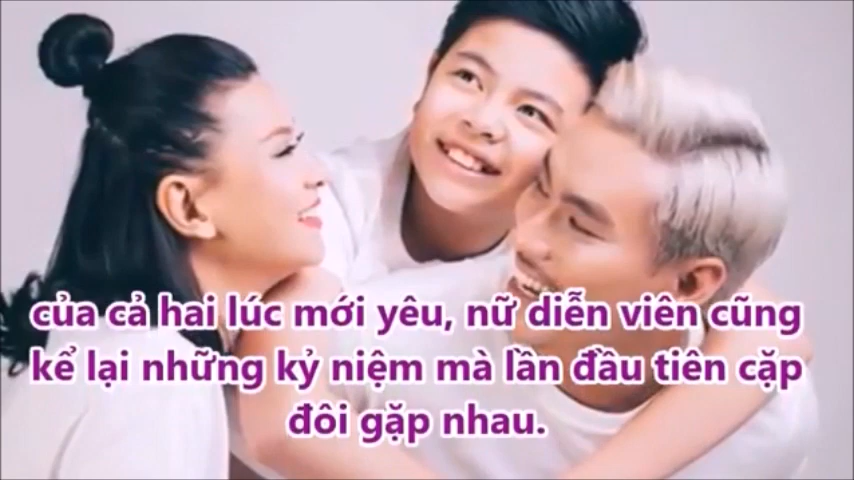 của cả hai lúc mới yêu, nữ diễn viên cũng
kể lại những kỷ niệm mà lần đầu tiên cặp
đôi gặp nhau.